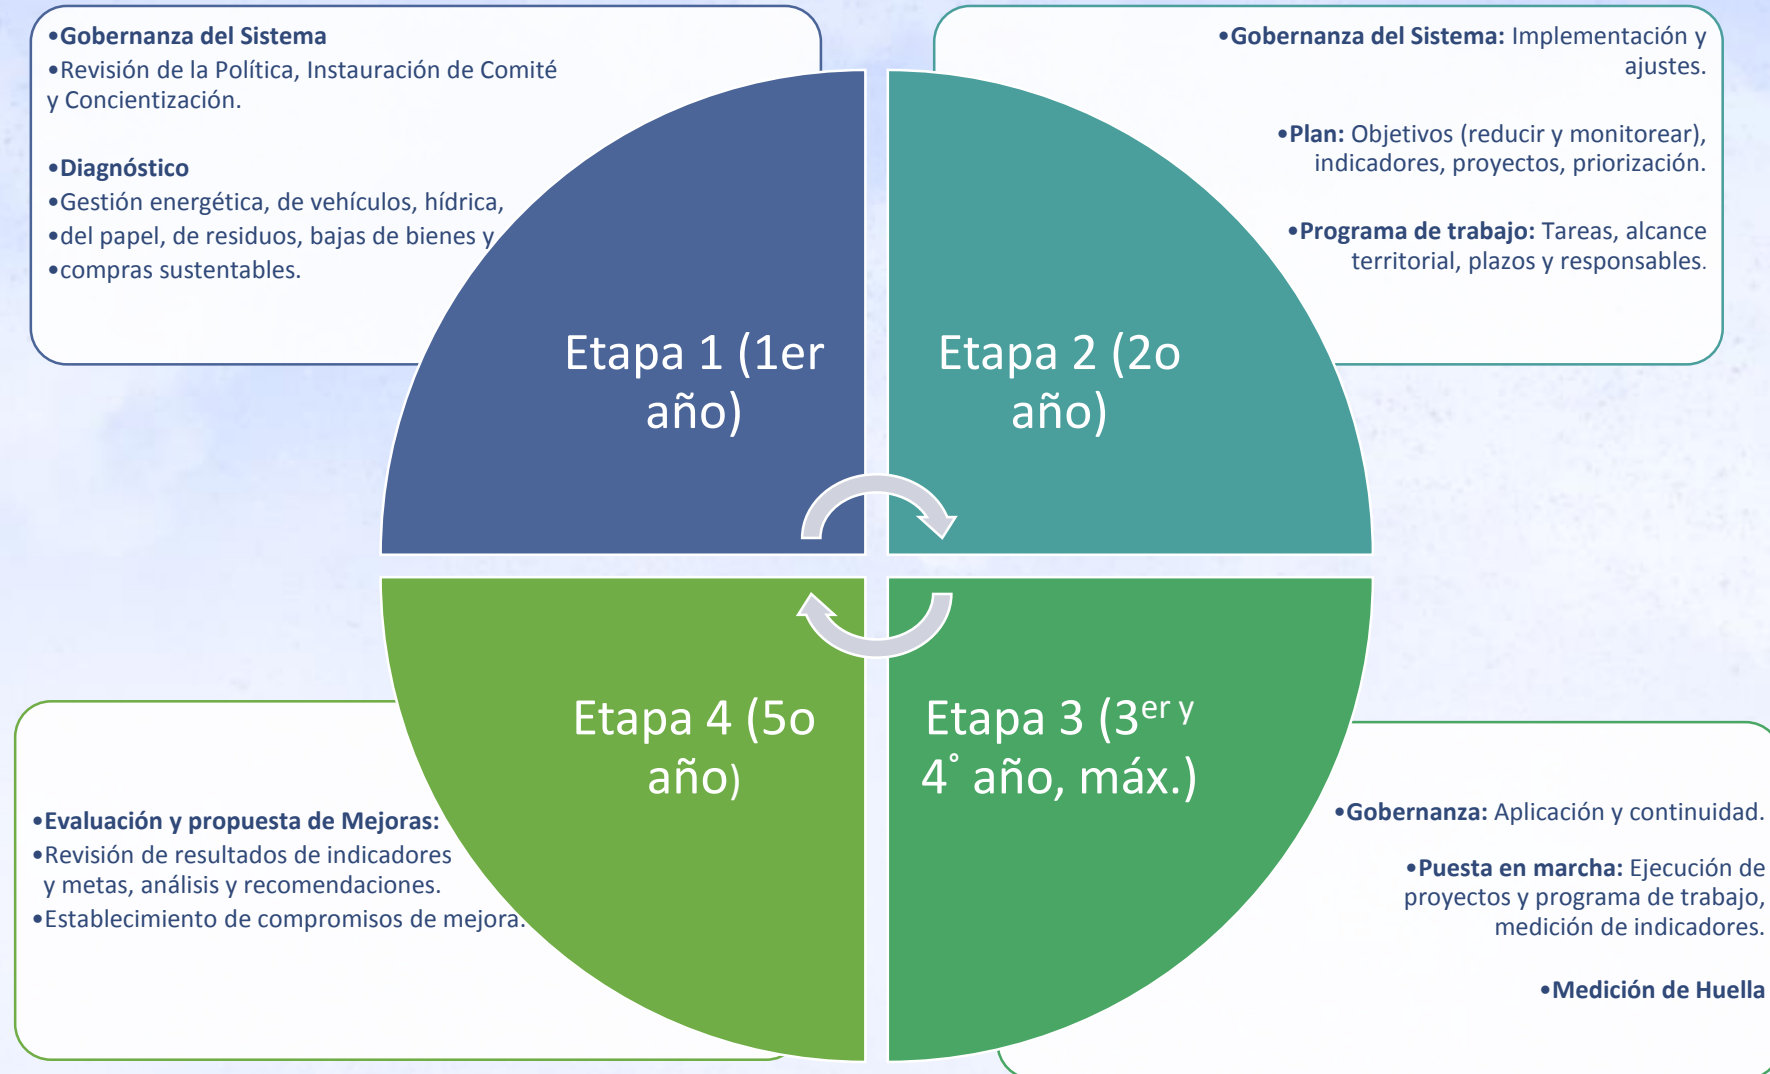 •Gobernanza del Sistema
•Revisión de la Política, Instauración de Comité
y Concientización.
•Diagnóstico
•Gestión energética, de vehículos, hídrica,
•del papel, de residuos, bajas de bienes y
•compras sustentables.
•Gobernanza del Sistema: Implementación y
ajustes.
•Plan: Objetivos (reducir y monitorear),
indicadores, proyectos, priorización.
•Programa de trabajo: Tareas, alcance
territorial, plazos y responsables.
Etapa 1 (1er
año)
Etapa 2 (2o
año)
Etapa 4 (5o
año)
Etapa 3 (3er y
4° año, máx.)
•Evaluación y propuesta de Mejoras:
•Revisión de resultados de indicadores
y metas, análisis y recomendaciones.
•Establecimiento de compromisos de mejora.
•Gobernanza: Aplicación y continuidad.
•Puesta en marcha: Ejecución de
proyectos y programa de trabajo,
medición de indicadores.
•Medición de Huella